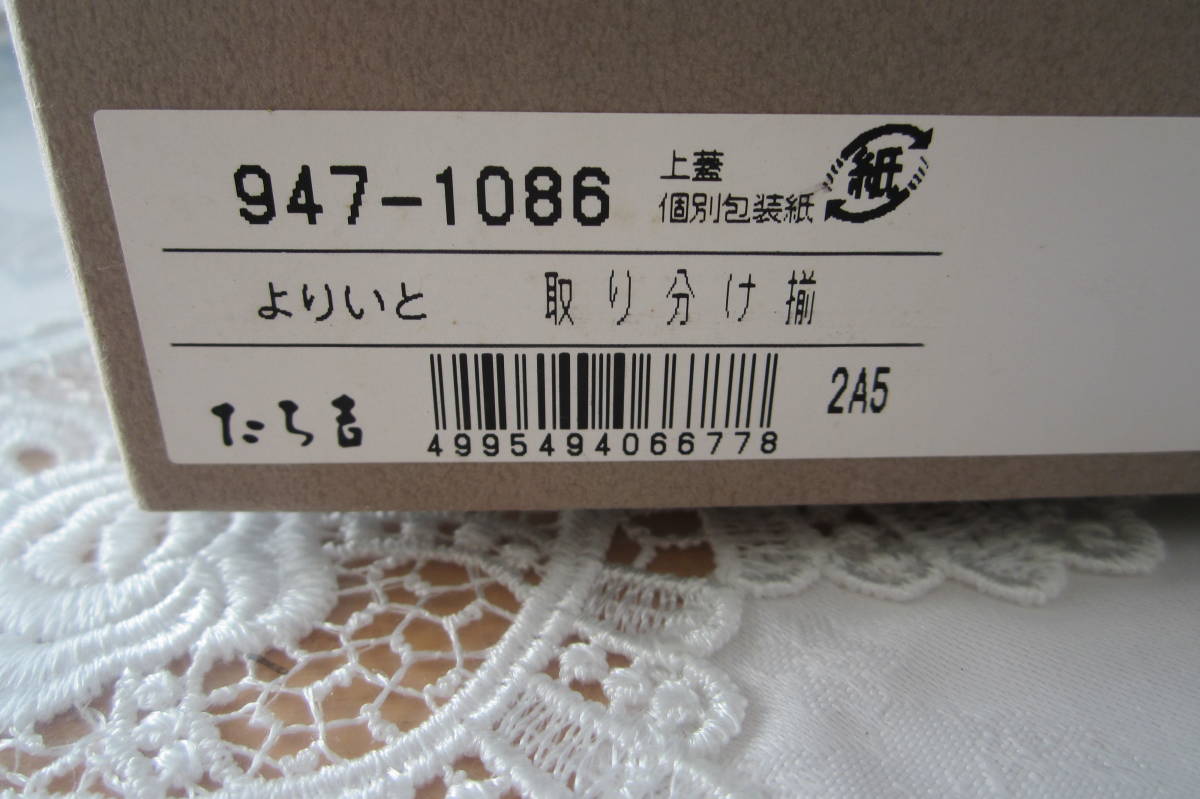 947-1086
上蓋
個別包装紙
紙
よりいと 取り分け揃
たち吉
4995494066778
2A5